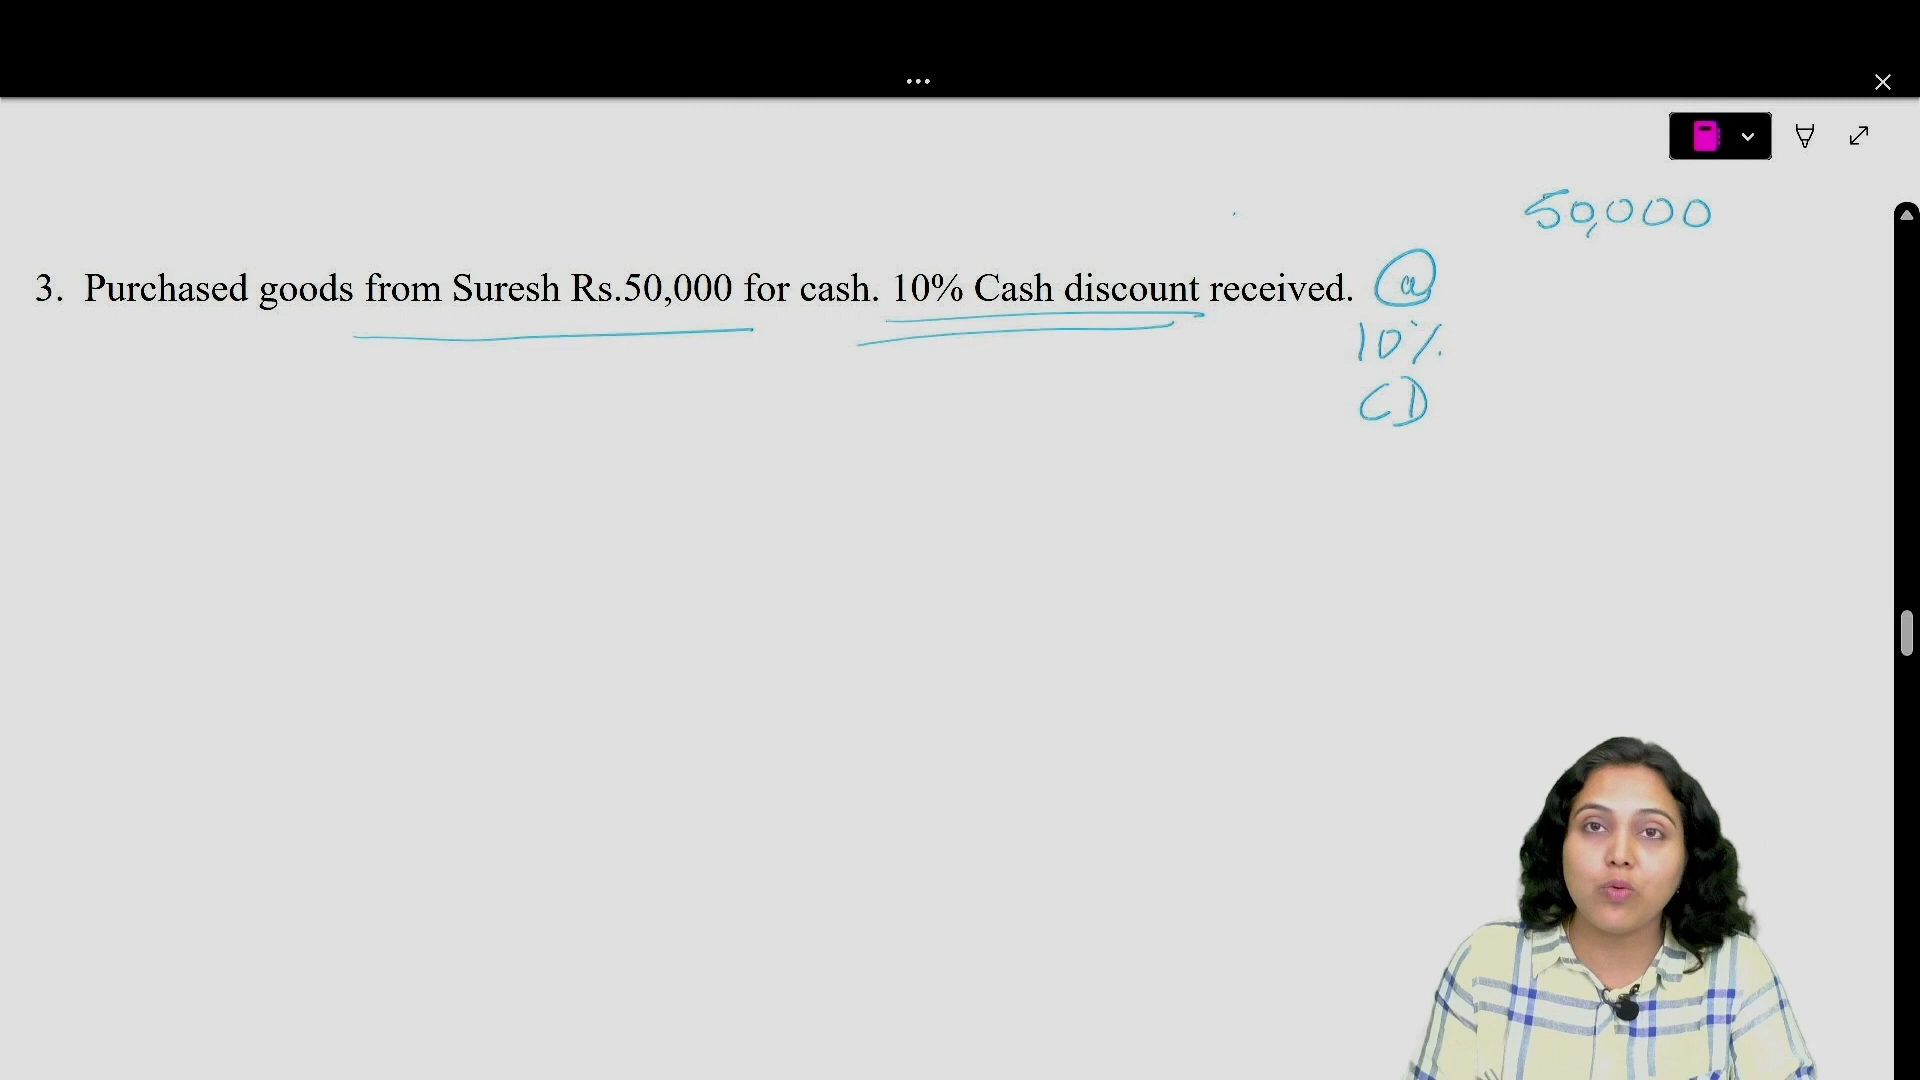 50,000
3. Purchased goods from Suresh Rs.50,000 for cash. 10% Cash discount received. @
10%
CD